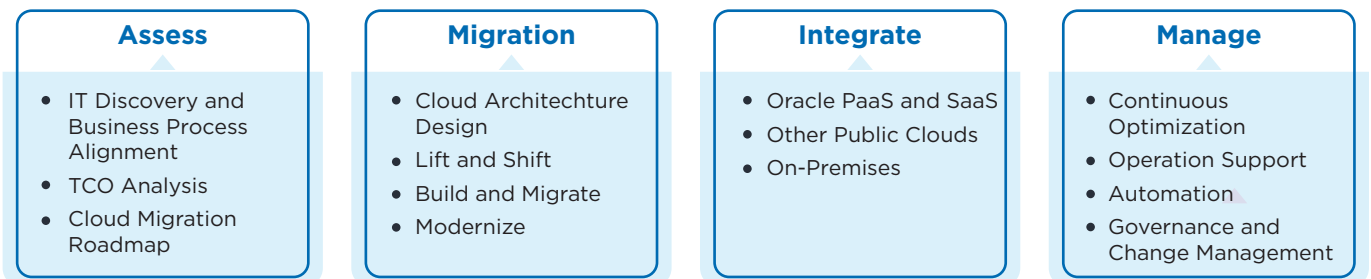 Assess
• IT Discovery and
Business Process
Alignment
• TCO Analysis
• Cloud Migration
Roadmap
Migration
• Cloud Architechture
Design
• Lift and Shift
• Build and Migrate
• Modernize
Integrate
• Oracle PaaS and SaaS
• Other Public Clouds
• On-Premises
Manage
• Continuous
Optimization
• Operation Support
• Automation
• Governance and
Change Management